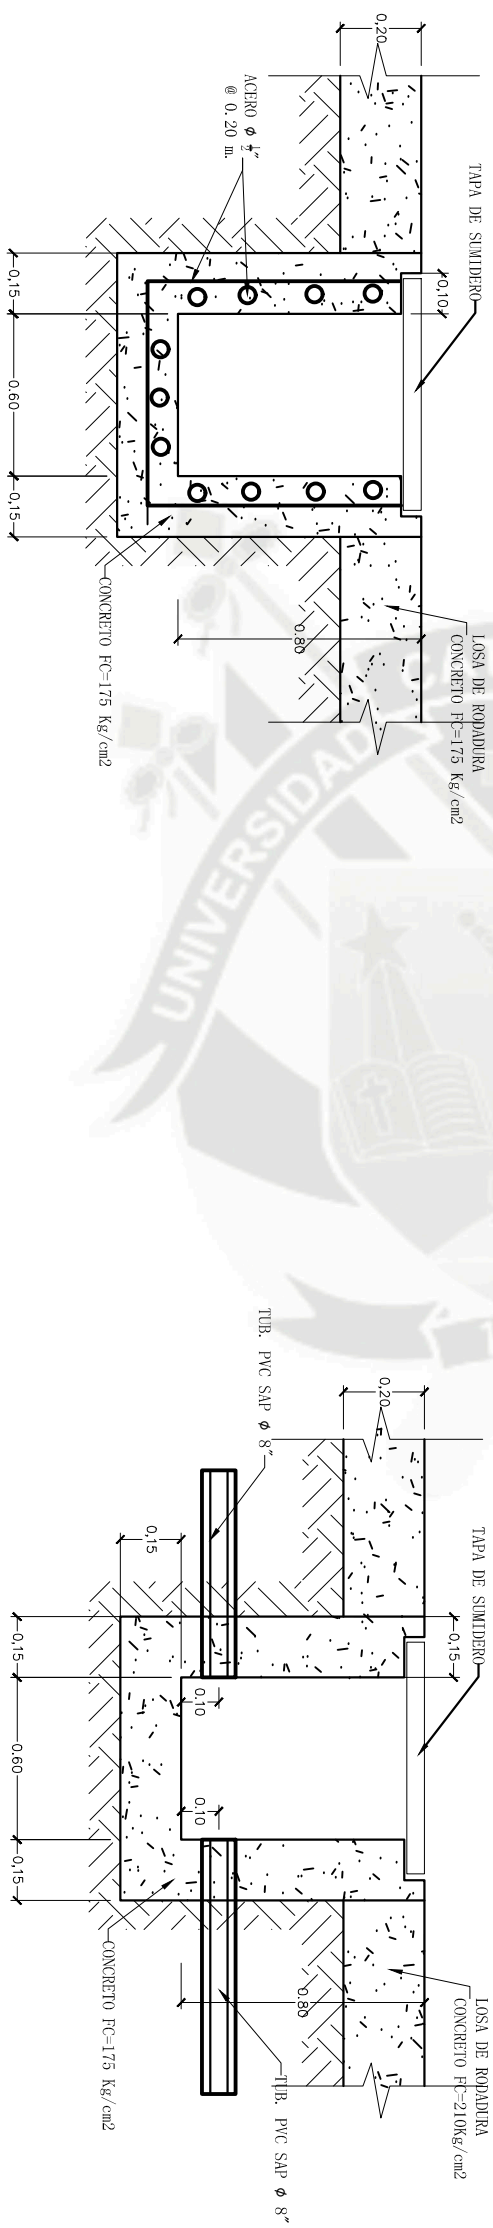 TAPA DE SUMIDERO
LOSA DE RODADURA
CONCRETO FC=175 Kg/cm2
0,20
0,10
ACERO ø 1/2"
@ 0.20 m.
0.80
CONCRETO FC=175 Kg/cm2
0,15
0.60
0,15
TAPA DE SUMIDERO
LOSA DE RODADURA
CONCRETO FC=210Kg/cm2
0,20
0,15
TUB. PVC SAP ø 8"
0.80
0,15
0.10
0.10
TUB. PVC SAP ø 8"
CONCRETO FC=175 Kg/cm2
0,15
0.60
0,15
UNIVERSIDAD CA